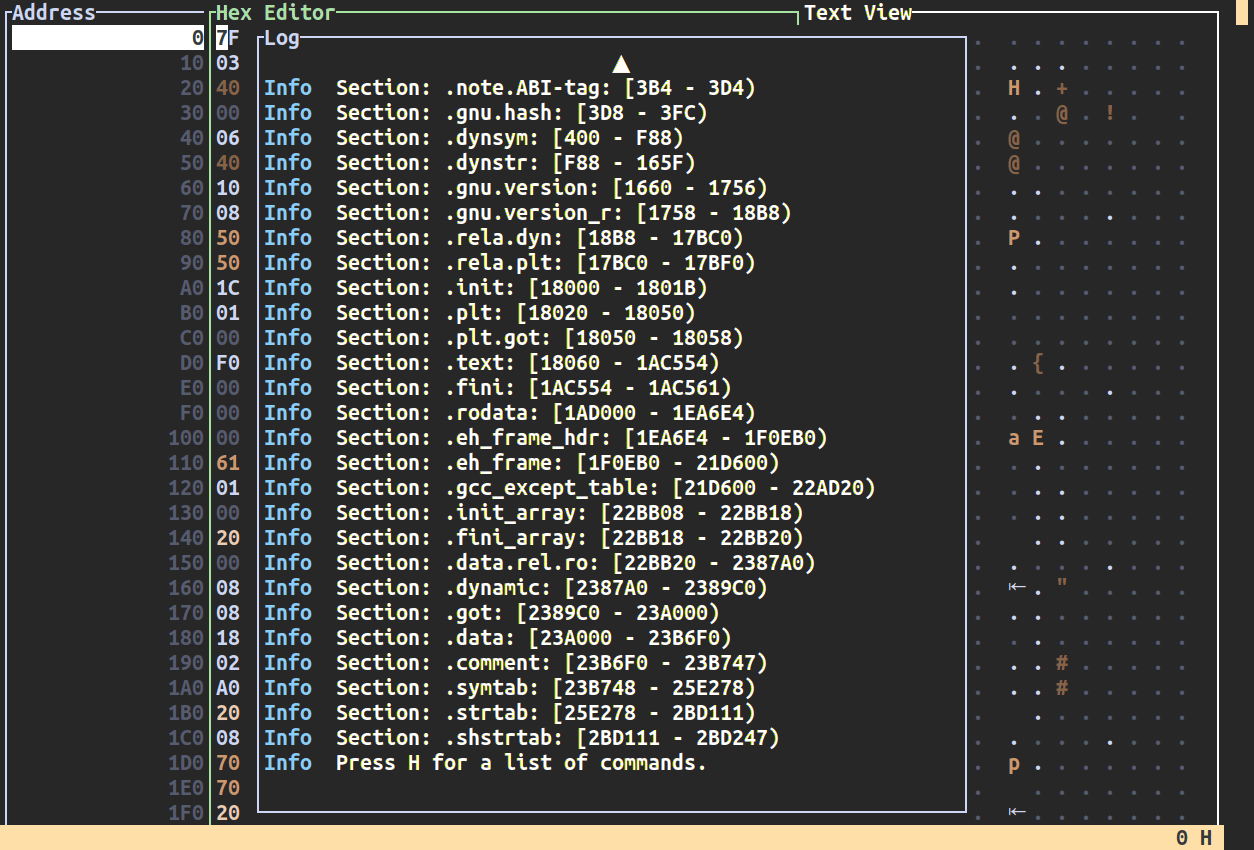 Address Hex Editor Text View
0 7F Log . . . . . . . .
10 03 ▲ . . . . . . . . .
20 40 Info Section: .note.ABI-tag: [3B4 - 3D4) . H . + . . . . .
30 00 Info Section: .gnu.hash: [3D8 - 3FC) . . . @ . ! . .
40 06 Info Section: .dynsym: [400 - F88) . @ . . . . . . .
50 40 Info Section: .dynstr: [F88 - 165F) . @ . . . . . . .
60 10 Info Section: .gnu.version: [1660 - 1756) . . . . . . . . .
70 08 Info Section: .gnu.version_r: [1758 - 18B8) . . . . . . . . .
80 50 Info Section: .rela.dyn: [18B8 - 17BC0) . P . . . . . . .
90 50 Info Section: .rela.plt: [17BC0 - 17BF0) . . . . . . . . .
A0 1C Info Section: .init: [18000 - 1801B) . . . . . . . . .
B0 01 Info Section: .plt: [18020 - 18050) . . . . . . . . .
C0 00 Info Section: .plt.got: [18050 - 18058) . . . . . . . . .
D0 F0 Info Section: .text: [18060 - 1AC554) . . { . . . . . .
E0 00 Info Section: .fini: [1AC554 - 1AC561) . . . . . . . . .
F0 00 Info Section: .rodata: [1AD000 - 1EA6E4) . . . . . . . . .
100 00 Info Section: .eh_frame_hdr: [1EA6E4 - 1F0EB0) . a E . . . . . .
110 61 Info Section: .eh_frame: [1F0EB0 - 21D600) . . . . . . . . .
120 01 Info Section: .gcc_except_table: [21D600 - 22AD20) . . . . . . . . .
130 00 Info Section: .init_array: [22BB08 - 22BB18) . . . . . . . . .
140 20 Info Section: .fini_array: [22BB18 - 22BB20) . . . . . . . .
150 00 Info Section: .data.rel.ro: [22BB20 - 2387A0) . . . . . . . . .
160 08 Info Section: .dynamic: [2387A0 - 2389C0) . ⇤ . " . . . . .
170 08 Info Section: .got: [2389C0 - 23A000) . . . . . . . . .
180 18 Info Section: .data: [23A000 - 23B6F0) . . . . . . . . .
190 02 Info Section: .comment: [23B6F0 - 23B747) . . . # . . . . .
1A0 A0 Info Section: .symtab: [23B748 - 25E278) . . . # . . . . .
1B0 20 Info Section: .strtab: [25E278 - 2BD111) . . . . . . . .
1C0 08 Info Section: .shstrtab: [2BD111 - 2BD247) . . . . . . . . .
1D0 70 Info Press H for a list of commands. . p . . . . . . .
1E0 70 . . . . . . . .
1F0 20 . ⇤ . . . . . . .
0 H